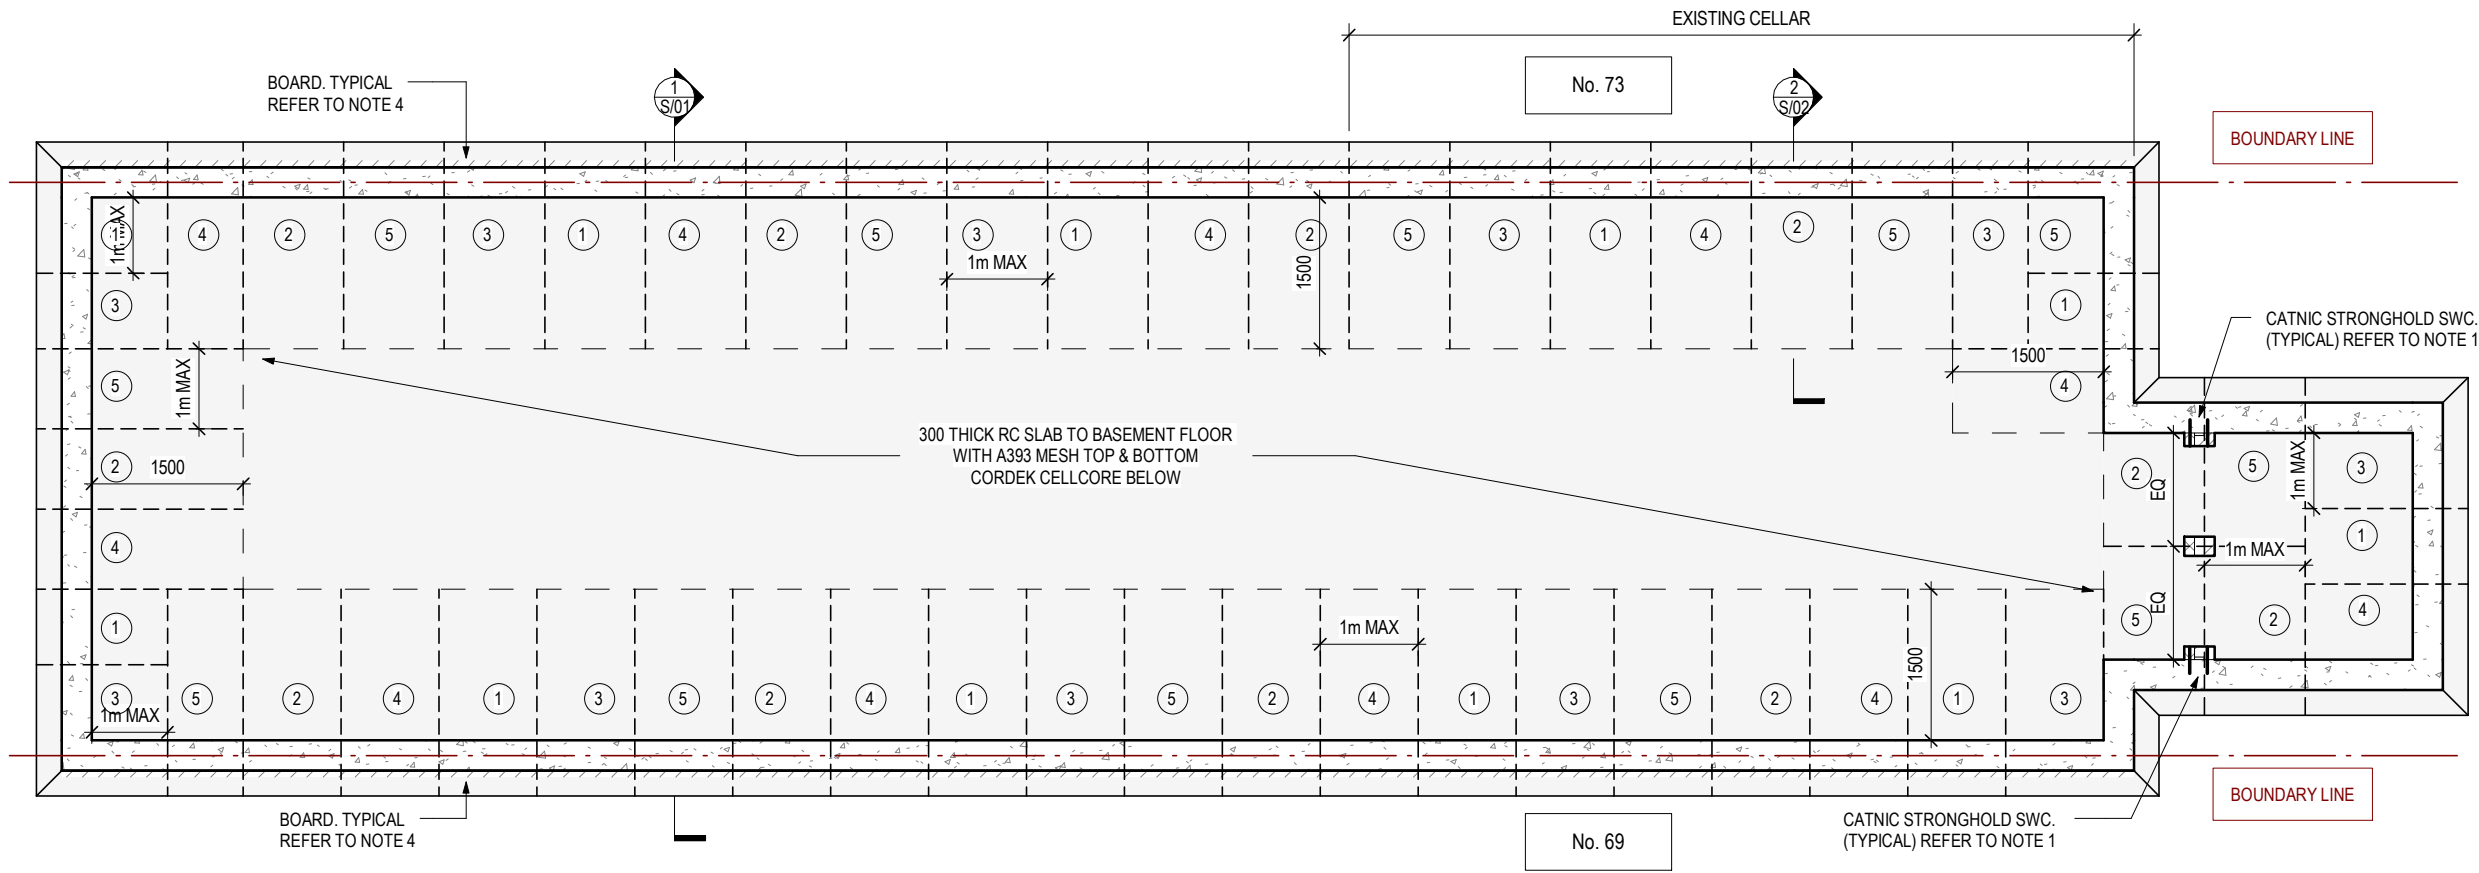 EXISTING CELLAR
No. 73
BOARD. TYPICAL
REFER TO NOTE 4
1
S/01
2
S/02
BOUNDARY LINE
1 4 2 5 3 1 4 2 5 3 1 4 2 5 3 1 4 2 5 3 5
1m MAX
1m MAX
1500
3
1
CATNIC STRONGHOLD SWC.
(TYPICAL) REFER TO NOTE 1
1500
5
1m MAX
4
300 THICK RC SLAB TO BASEMENT FLOOR
WITH A393 MESH TOP & BOTTOM
CORDEK CELLCORE BELOW
2
1500
2
EQ
5
1m MAX
3
4
1
1m MAX
1
EQ
5
2
4
1m MAX
1500
3 5 2 4 1 3 5 2 4 1 3 5 2 4 1 3 5 2 4 1 3
1m MAX
BOARD. TYPICAL
REFER TO NOTE 4
No. 69
CATNIC STRONGHOLD SWC.
(TYPICAL) REFER TO NOTE 1
BOUNDARY LINE